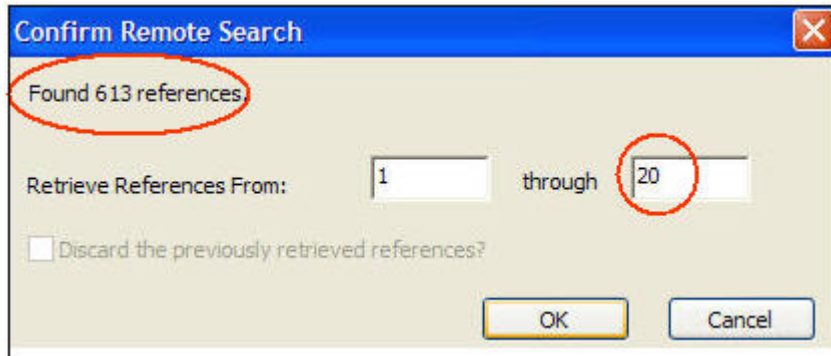 Confirm Remote Search
Found 613 references.
Retrieve References From: 1 through 20
Discard the previously retrieved references?
OK Cancel